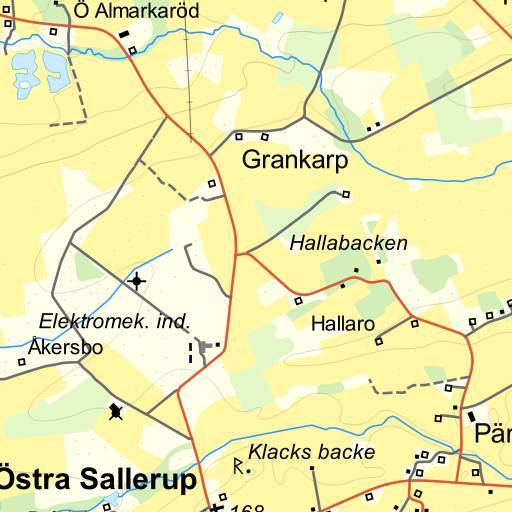 Ö Almarkaröd
Grankarp
Hallabacken
Elektromek. ind.
Hallaro
Åkersbo
Pär
Klacks backe
Östra Sallerup
168